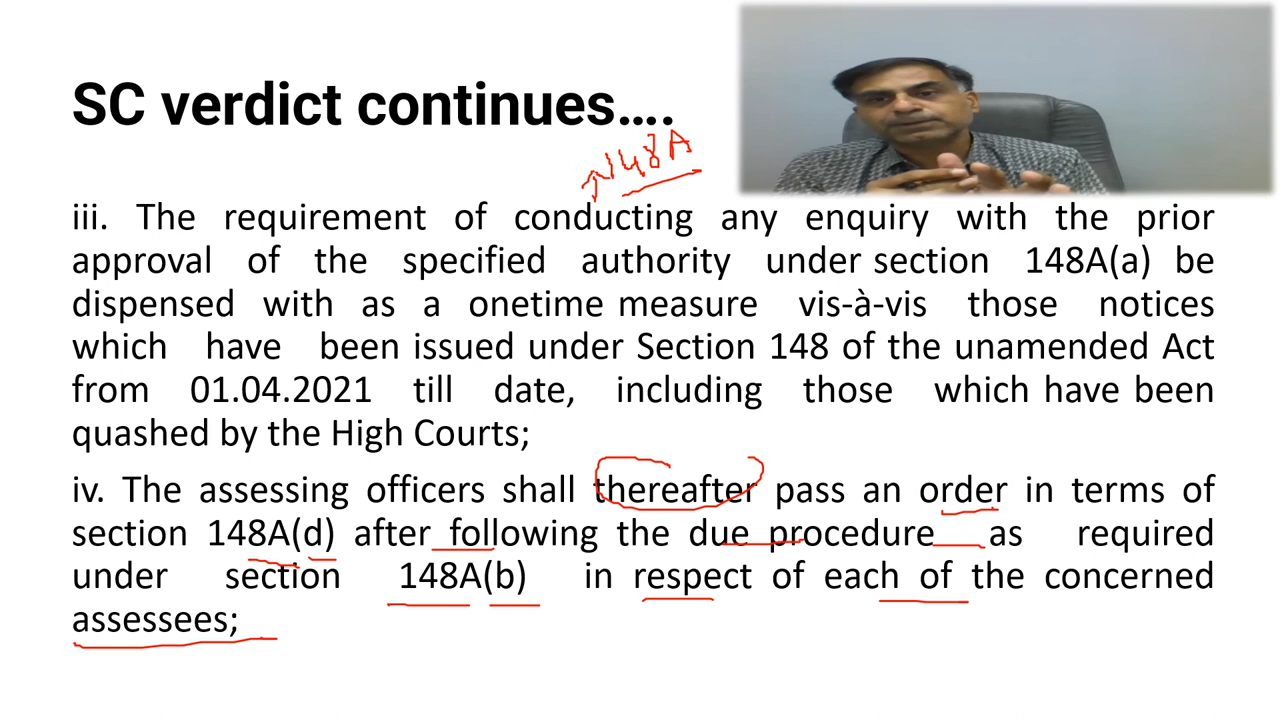 SC verdict continues….
148A
iii. The requirement of conducting any enquiry with the prior
approval of the specified authority under section 148A(a) be
dispensed with as a onetime measure vis-à-vis those notices
which have been issued under Section 148 of the unamended Act
from 01.04.2021 till date, including those which have been
quashed by the High Courts;
iv. The assessing officers shall thereafter pass an order in terms of
section 148A(d) after following the due procedure as required
under section 148A(b) in respect of each of the concerned
assessees;